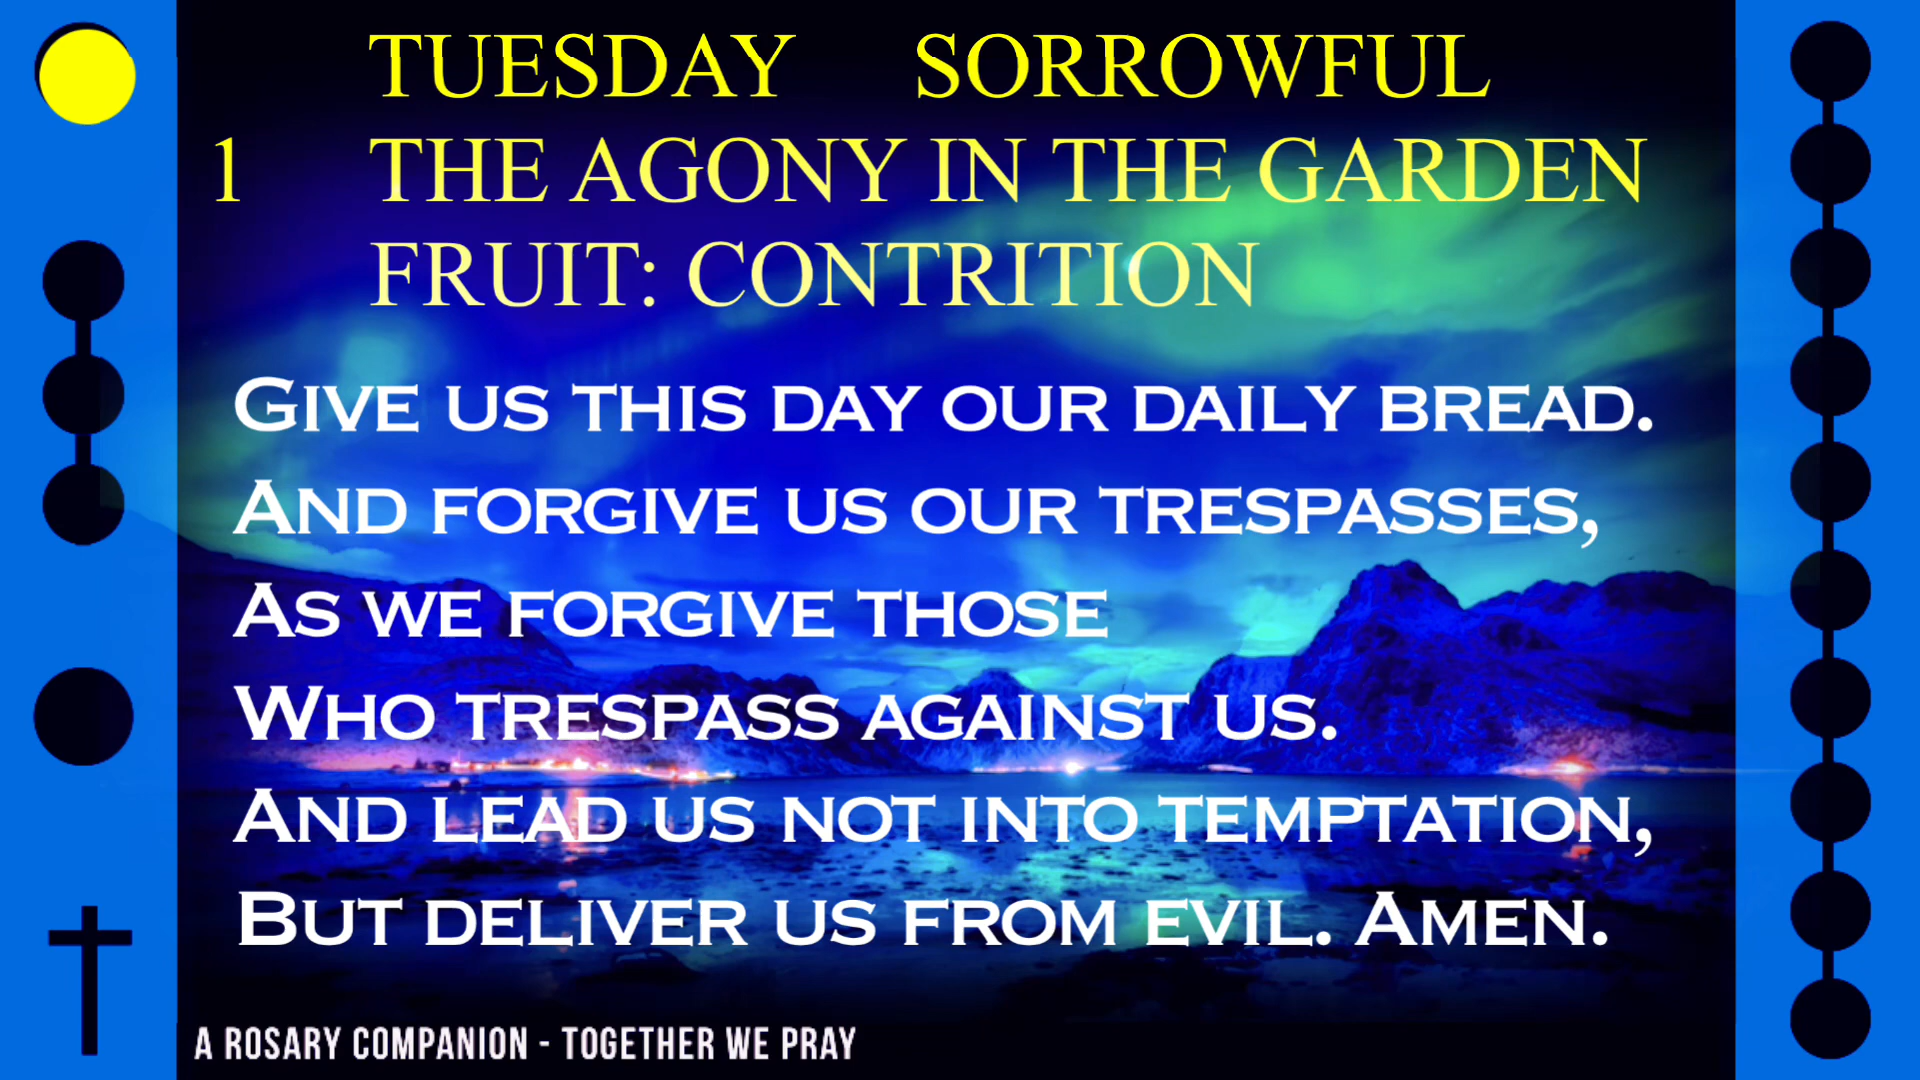 TUESDAY SORROWFUL
1 THE AGONY IN THE GARDEN
FRUIT: CONTRITION
GIVE US THIS DAY OUR DAILY BREAD.
AND FORGIVE US OUR TRESPASSES,
AS WE FORGIVE THOSE
WHO TRESPASS AGAINST US.
AND LEAD US NOT INTO TEMPTATION,
BUT DELIVER US FROM EVIL. AMEN.
A ROSARY COMPANION - TOGETHER WE PRAY